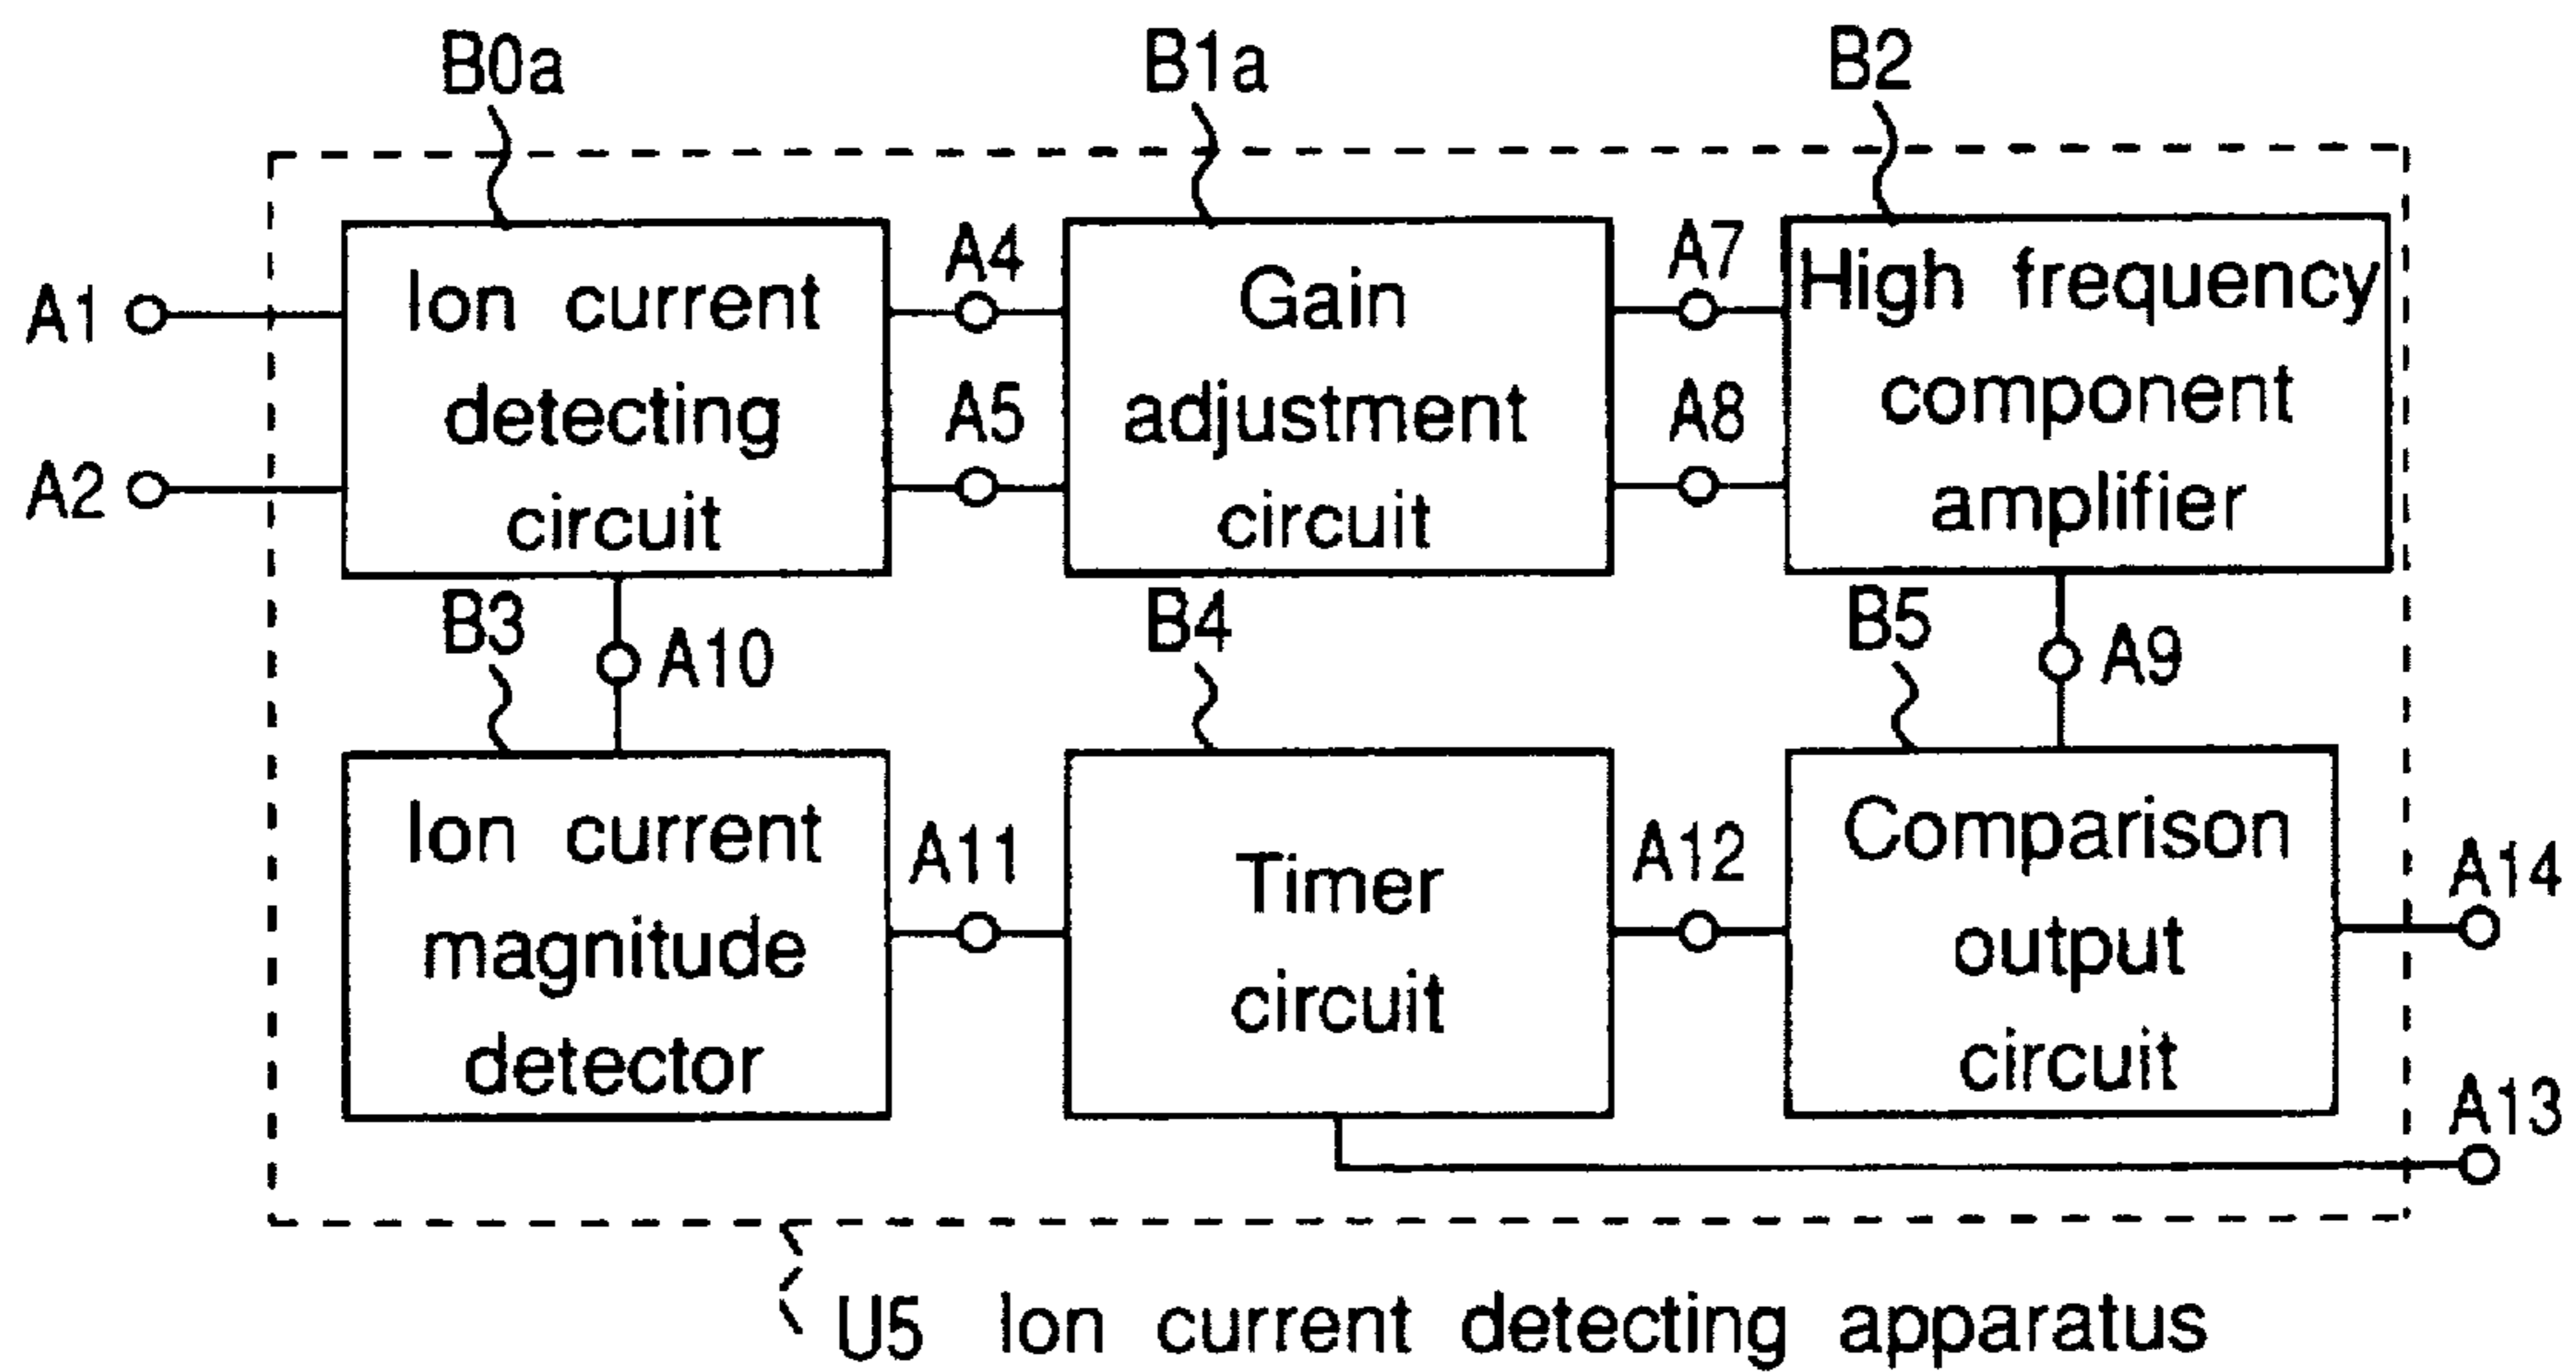 B0a
B1a
B2
A1
A2
Ion current
detecting
circuit
A4
A5
Gain
adjustment
circuit
A7
A8
High frequency
component
amplifier
B3
A10
B4
B5
A9
Ion current
magnitude
detector
A11
Timer
circuit
A12
Comparison
output
circuit
A14
A13
U5 Ion current detecting apparatus